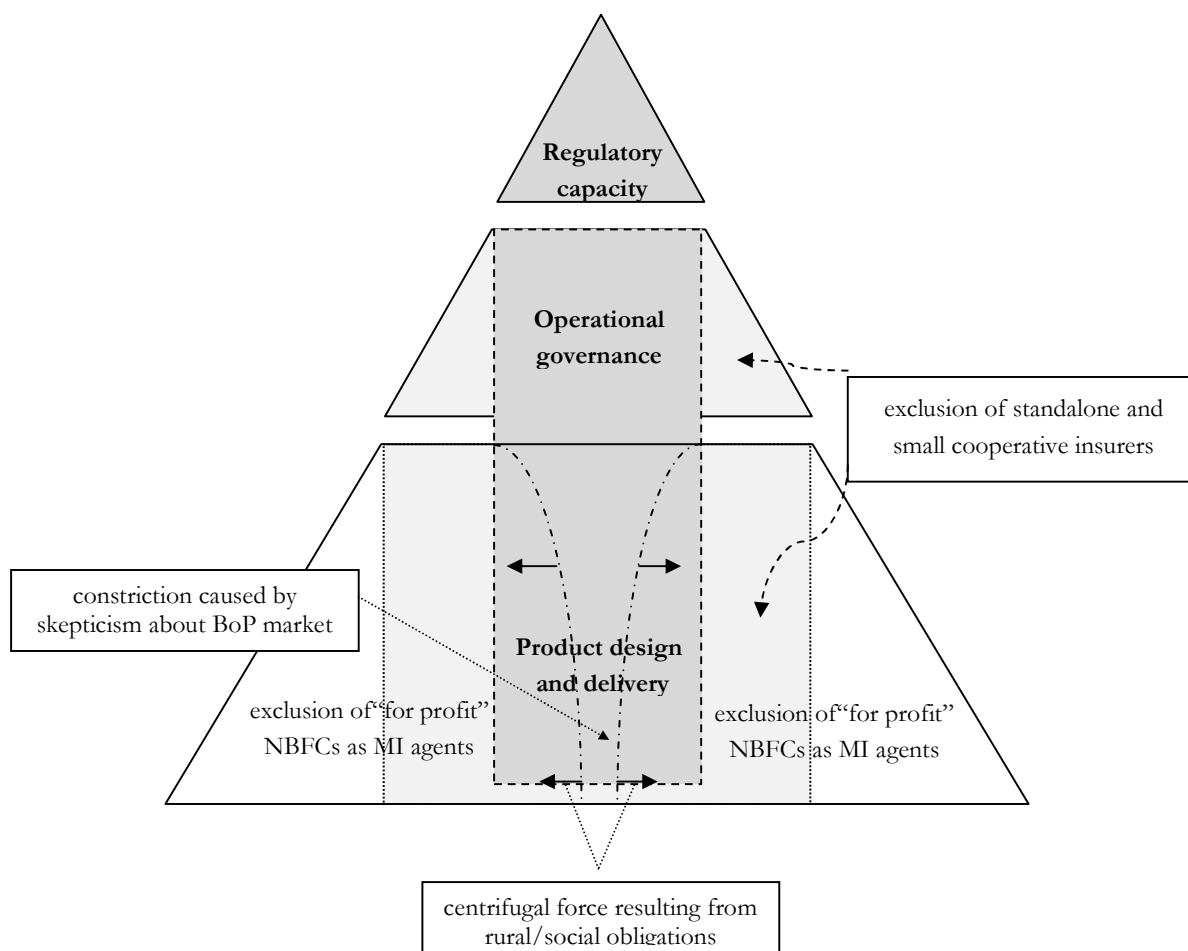 Regulatory
capacity
Operational
governance
exclusion of standalone and
small cooperative insurers
constriction caused by
skepticism about BoP market
Product design
and delivery
exclusion of“for profit”
NBFCs as MI agents
exclusion of“for profit”
NBFCs as MI agents
centrifugal force resulting from
rural/social obligations